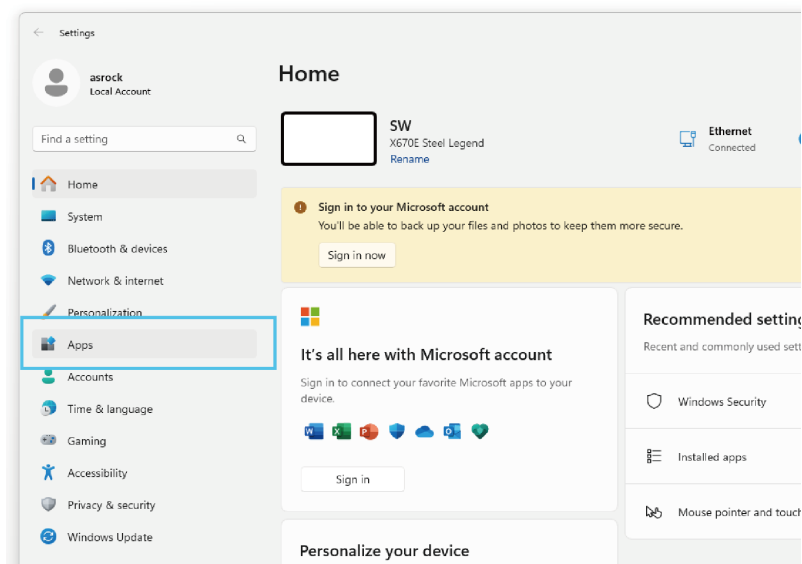 Settings
asrock
Local Account
Find a setting
Home
System
Bluetooth & devices
Network & internet
Personalization
Apps
Accounts
Time & language
Gaming
Accessibility
Privacy & security
Windows Update
Home
SW
X670E Steel Legend
Rename
Ethernet
Connected
Sign in to your Microsoft account
You'll be able to back up your files and photos to keep them more secure.
Sign in now
It's all here with Microsoft account
Sign in to connect your favorite Microsoft apps to your
device.
Sign in
Personalize your device
Recommended setting
Recent and commonly used sett
Windows Security
Installed apps
Mouse pointer and touch